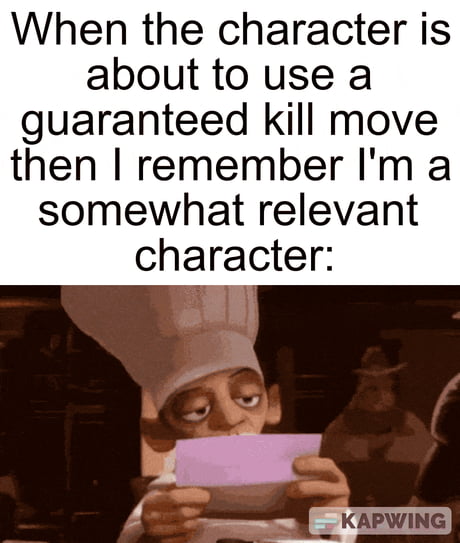 When the character is
about to use a
guaranteed kill move
then I remember I'm a
somewhat relevant
character:
KAPWING